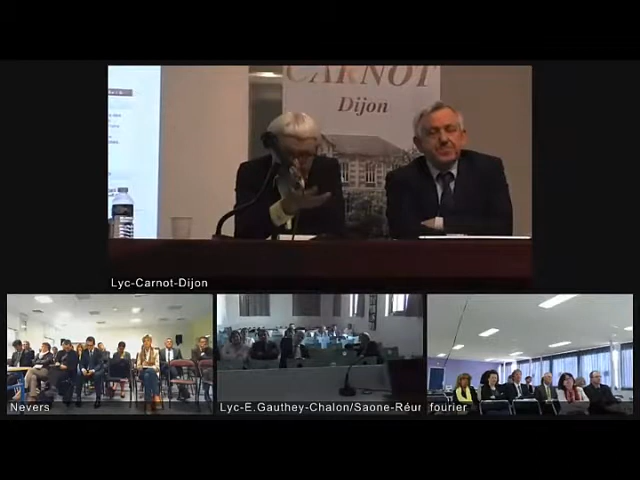 CARNOT
Dijon
Lyc-Carnot-Dijon
Nevers
Lyc-E.Gauthey-Chalon/Saone-Réur
fourier